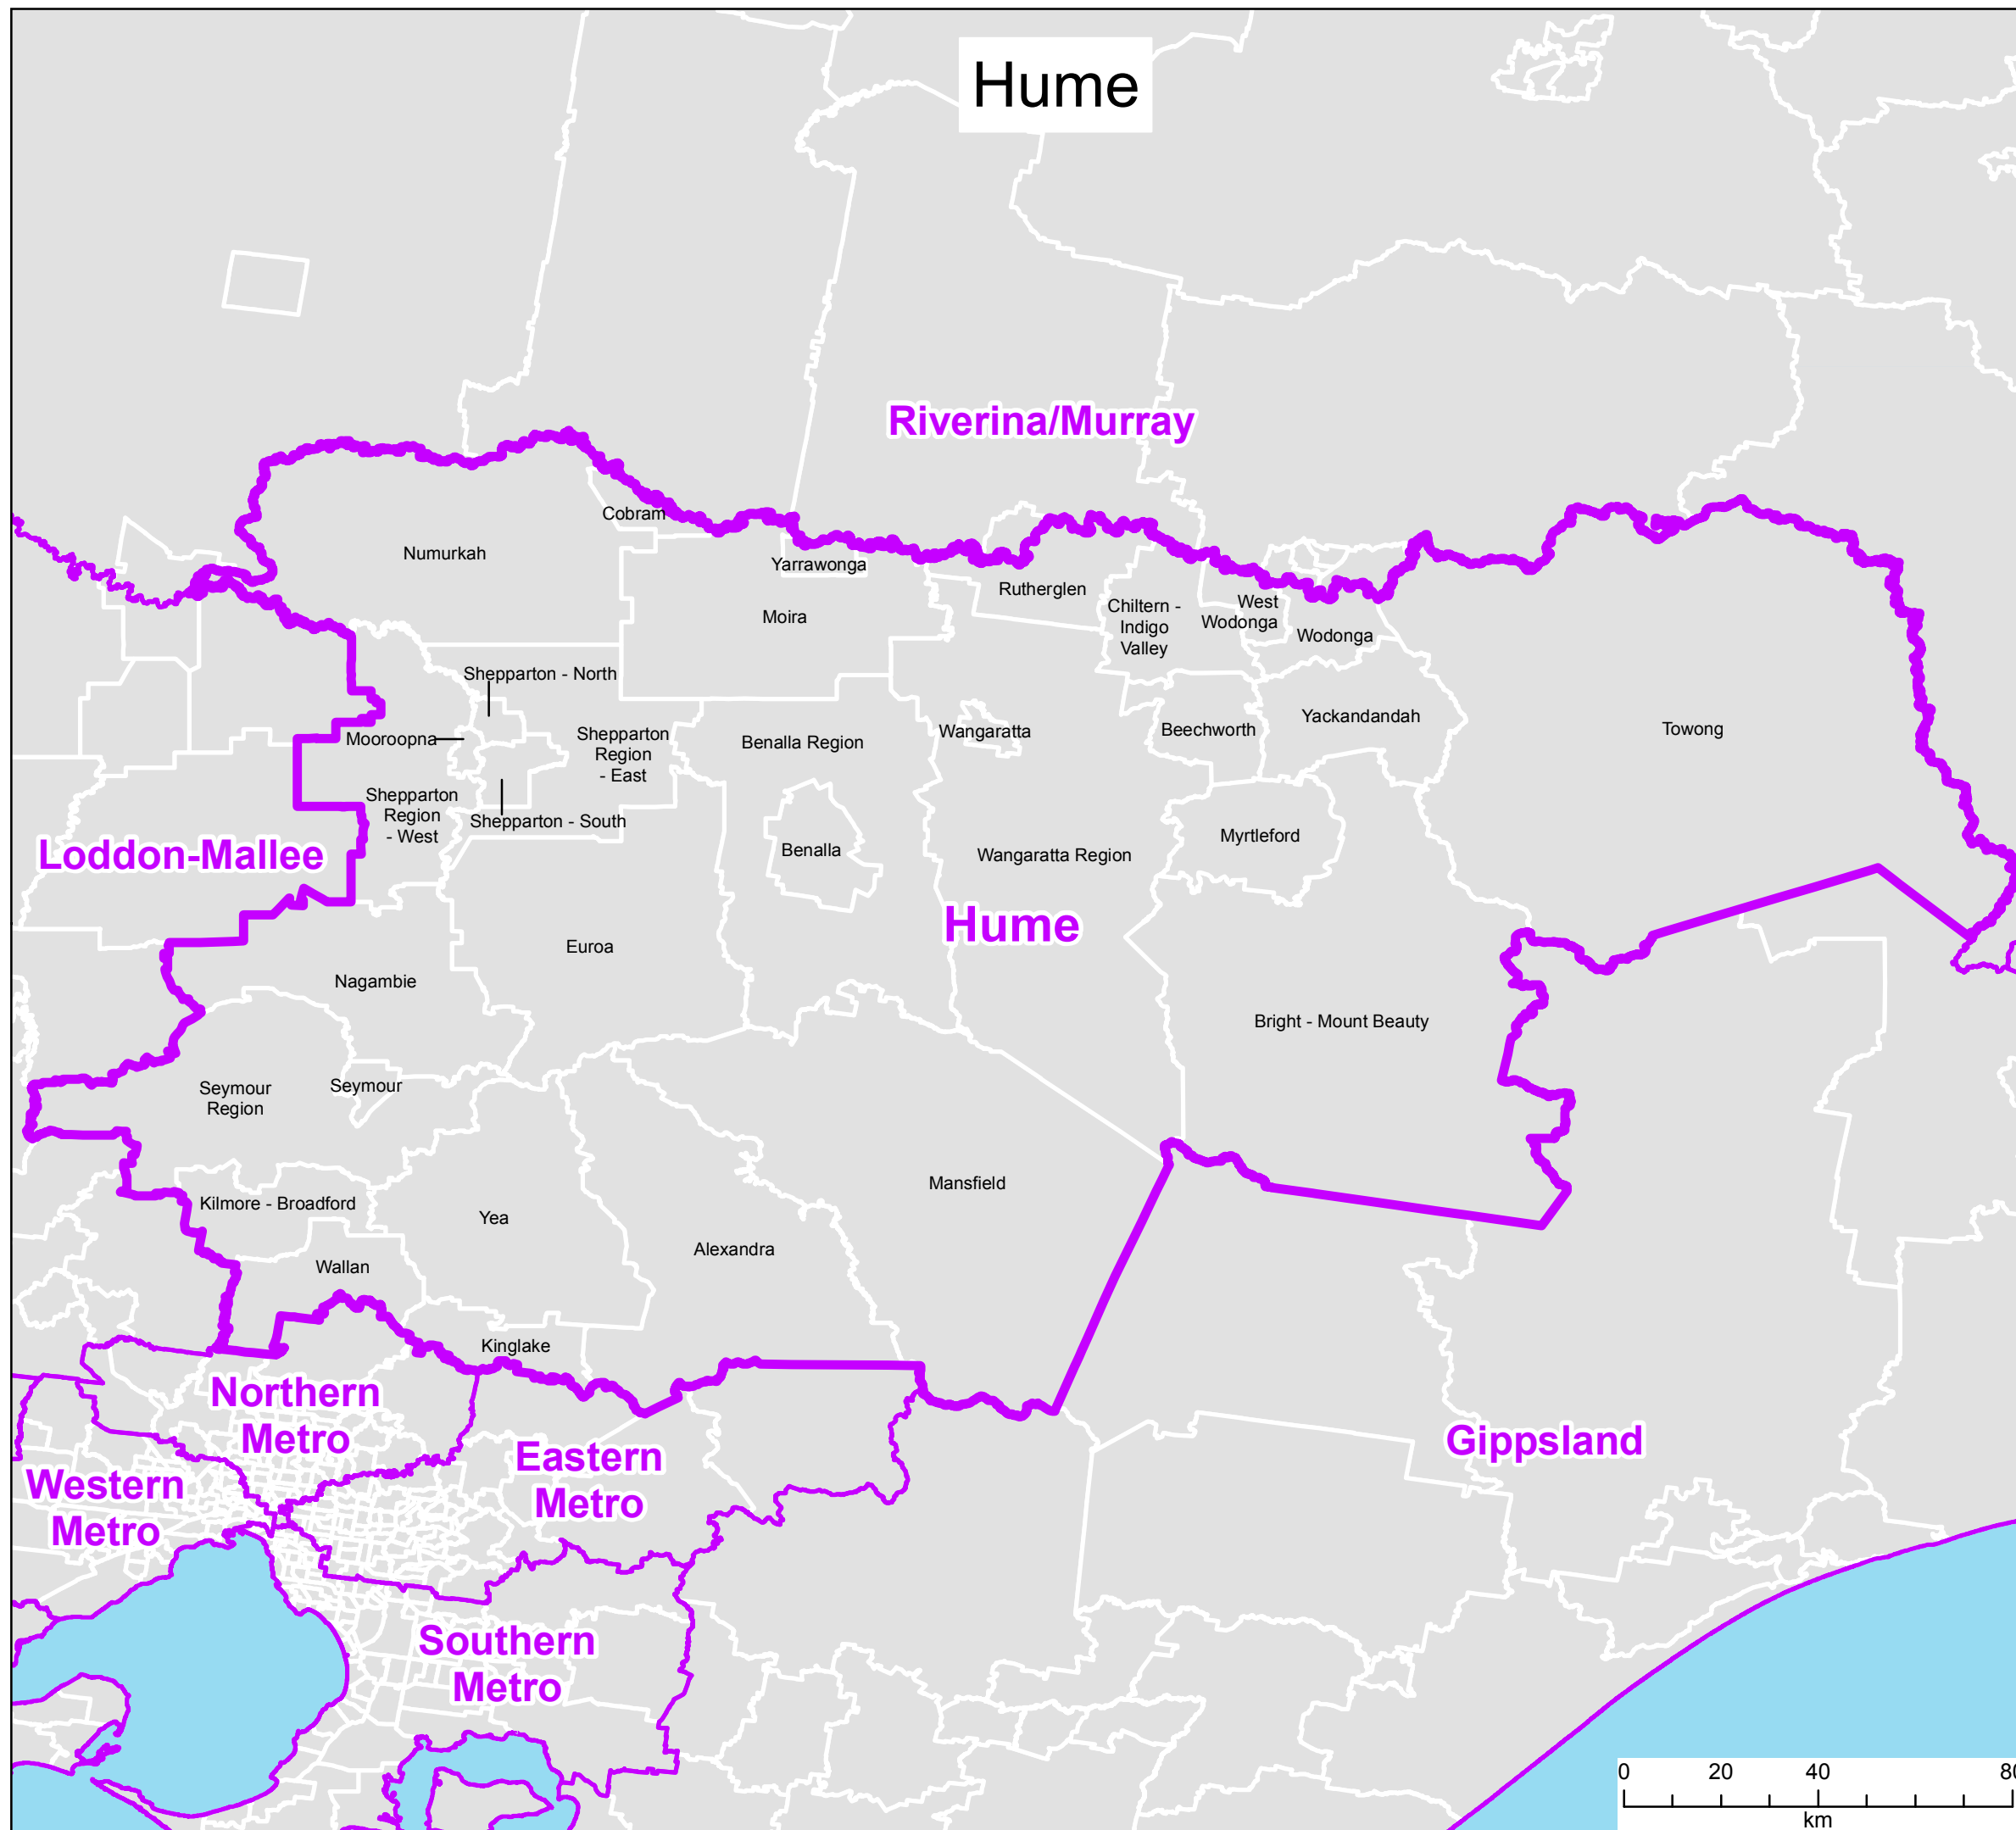 Hume
Riverina/Murray
Cobram
Numurkah
Yarrawonga
Rutherglen
Moira
Chiltern -
Indigo
Valley
West
Wodonga
Wodonga
Shepparton - North
Mooroopna
Shepparton
Region
- East
Benalla Region
Wangaratta
Beechworth
Yackandandah
Towong
Shepparton
Region
- West
Shepparton - South
Loddon-Mallee
Benalla
Wangaratta Region
Myrtleford
Hume
Euroa
Nagambie
Bright - Mount Beauty
Seymour
Region
Seymour
Kilmore - Broadford
Yea
Mansfield
Alexandra
Wallan
Kinglake
Northern
Metro
Eastern
Metro
Western
Metro
Gippsland
Southern
Metro
0 20 40
km